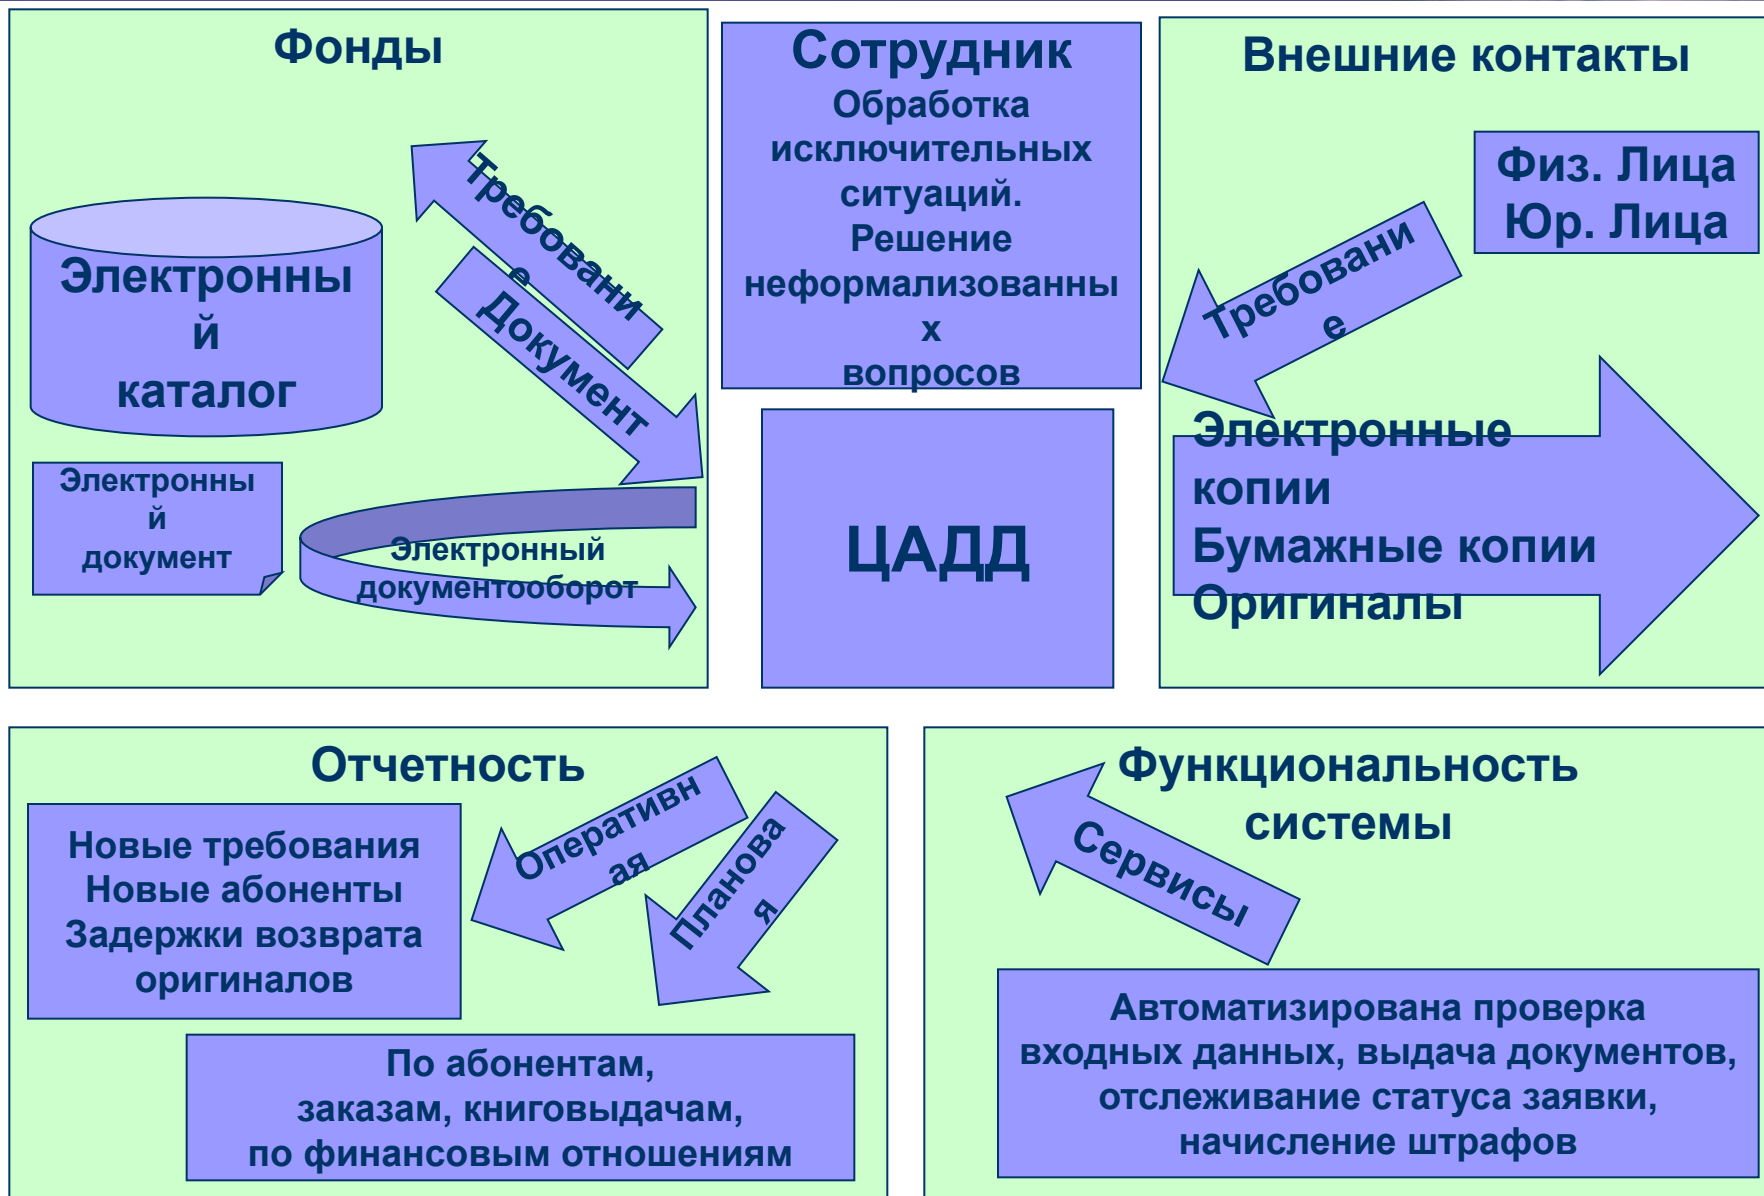 Фонды
Требовани
е
Документ
Электронны
й
каталог
Электронны
й
документ
Электронный
документооборот
Сотрудник
Обработка
исключительных
ситуаций.
Решение
неформализованны
х
вопросов
ЦАДД
Внешние контакты
Физ. Лица
Юр. Лица
Требовани
е
Электронные
копии
Бумажные копии
Оригиналы
Отчетность
Оперативн
ая
Планова
я
Новые требования
Новые абоненты
Задержки возврата
оригиналов
По абонентам,
заказам, книговыдачам,
по финансовым отношениям
Функциональность
системы
Сервисы
Автоматизирована проверка
входных данных, выдача документов,
отслеживание статуса заявки,
начисление штрафов